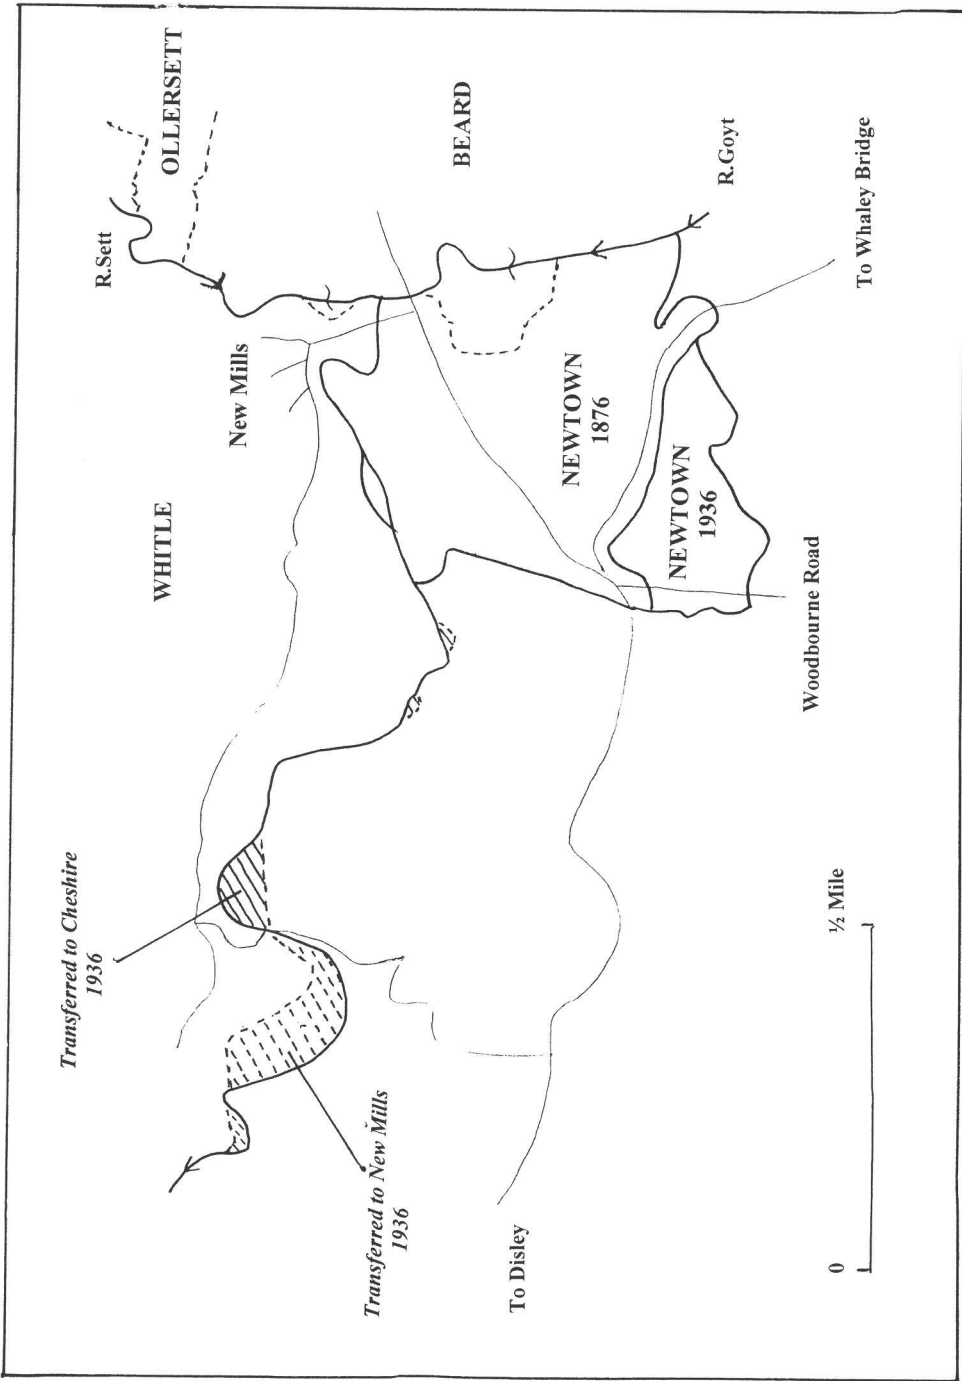 Transferred to Cheshire
1936
WHITLE
New Mills
R.Sett
OLLERSETT
BEARD
Transferred to New Mills
1936
NEWTOWN
1876
NEWTOWN
1936
R.Goyt
To Disley
Woodbourne Road
To Whaley Bridge
0
½ Mile